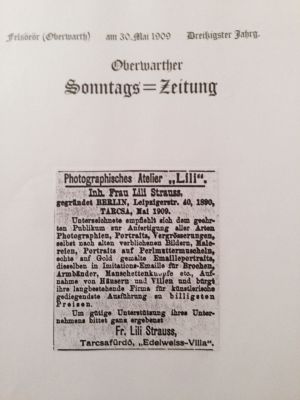 Felsöeör (Oberwarth) am 30. Mai 1909 Dreißigster Jahrg.
Oberwarther
Sonntags=Zeitung
Photographisches Atelier „Lili“.
Inh. Frau Lili Strauss,
gegründet BERLIN, Leipzigerstr. 40, 1890,
TARCSA, Mai 1909.
Unterzeichnete empfiehlt sich dem geehr-
ten Publikum zur Anfertigung aller Arten
Photographien, Portraits, Vergrösserungen,
selbst nach alten verblichenen Bildern, Male-
reien, Portraits auf Perlmuttermuscheln,
echte auf Gold gemalte Emailleportraits,
dieselben in Imitations-Emaille für Brochen,
Armbänder, Manschettenknopfe etc., Auf-
nahme von Häusern und Villen und bürgt
ihre langbestehende Firma für künstlerische
gediegendste Ausführung zu billigsten
Preisen.
Um gütige Unterstützung ihres Unter-
nehmens bittet ganz ergebenst
Fr. Lili Strauss,
Tarcsafürdő, „Edelweiss-Villa“.